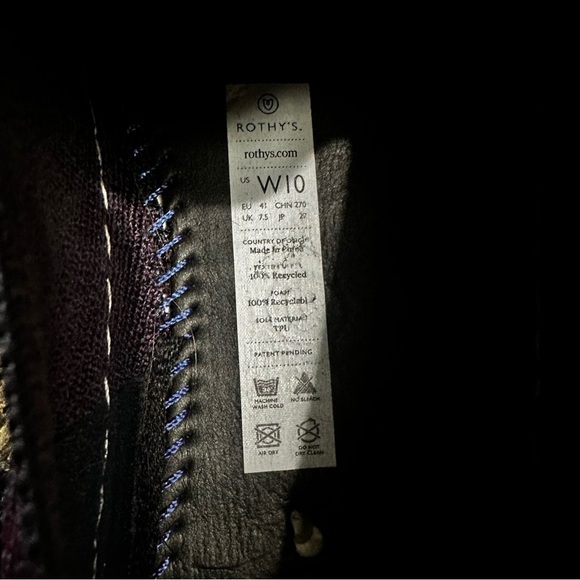 ROTHY'S.
rothys.com
US W10
EU 41 CHN 270
UK 7.5 JP 27
COUNTRY OF ORIGIN
Made in China
100% Recycled
FOAM
100% Recyclable
SOLE MATERIAL
TPU
PATENT PENDING
MACHINE WASH COLD
NO BLEACH
AIR DRY
DO NOT DRY CLEAN